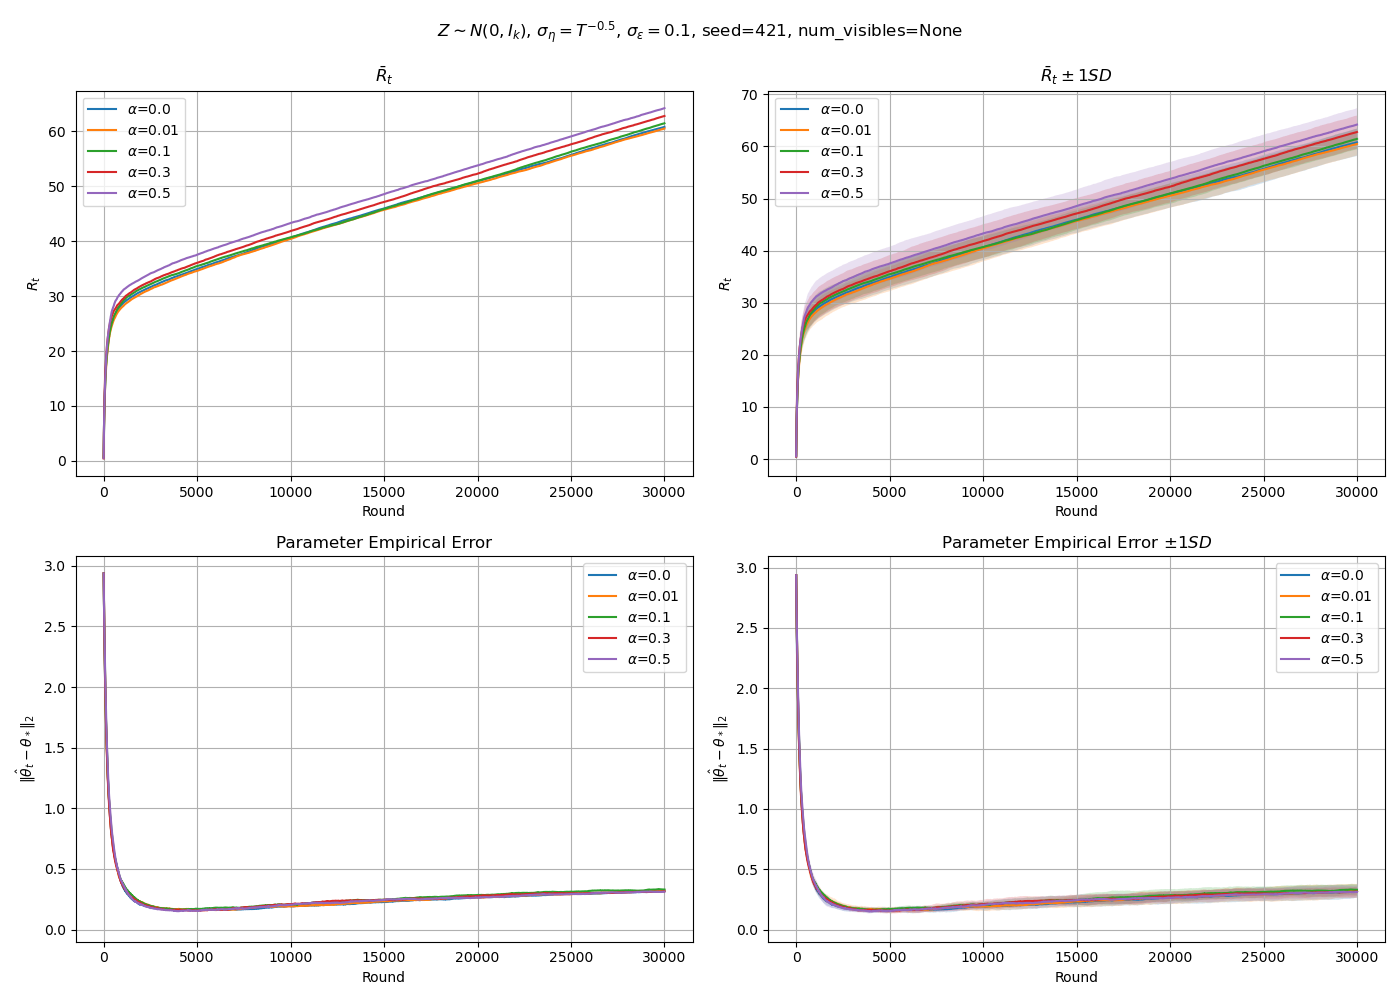 Z ∼ N(0, I_k), σ_η = T^{−0.5}, σ_ε = 0.1, seed=421, num_visibles=None
R̄_t
R_t
60
50
40
30
20
10
0
α=0.0
α=0.01
α=0.1
α=0.3
α=0.5
0 5000 10000 15000 20000 25000 30000
Round
R̄_t ± 1SD
R_t
70
60
50
40
30
20
10
0
α=0.0
α=0.01
α=0.1
α=0.3
α=0.5
0 5000 10000 15000 20000 25000 30000
Round
Parameter Empirical Error
‖θ̂_t − θ_*‖_2
3.0
2.5
2.0
1.5
1.0
0.5
0.0
α=0.0
α=0.01
α=0.1
α=0.3
α=0.5
0 5000 10000 15000 20000 25000 30000
Round
Parameter Empirical Error ±1SD
‖θ̂_t − θ_*‖_2
3.0
2.5
2.0
1.5
1.0
0.5
0.0
α=0.0
α=0.01
α=0.1
α=0.3
α=0.5
0 5000 10000 15000 20000 25000 30000
Round